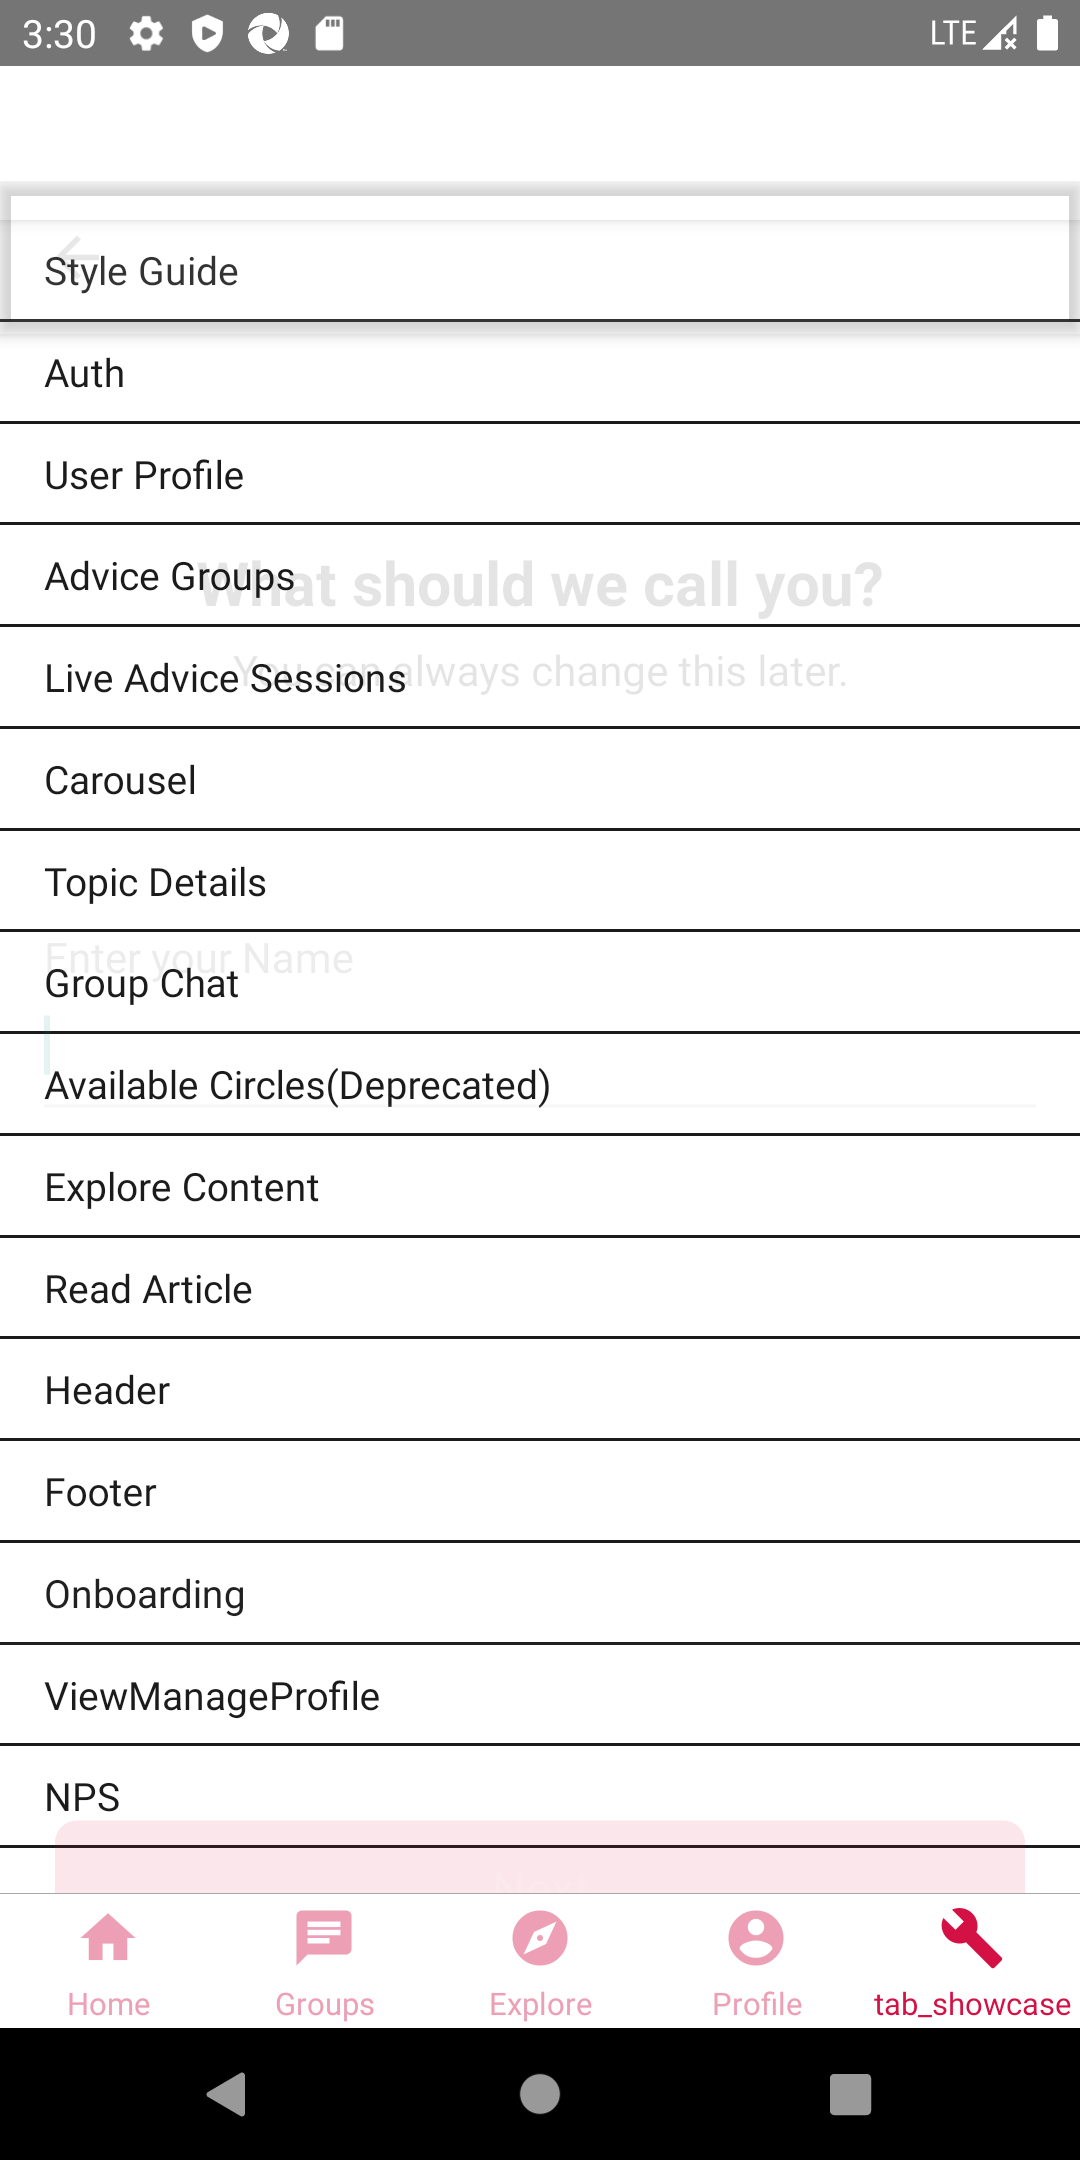 3:30 LTE
Style Guide
Auth
User Profile
Advice Groups
What should we call you?
Live Advice Sessions
You can always change this later.
Carousel
Topic Details
Enter your Name
Group Chat
Available Circles(Deprecated)
Explore Content
Read Article
Header
Footer
Onboarding
ViewManageProfile
NPS
Home Groups Explore Profile tab_showcase